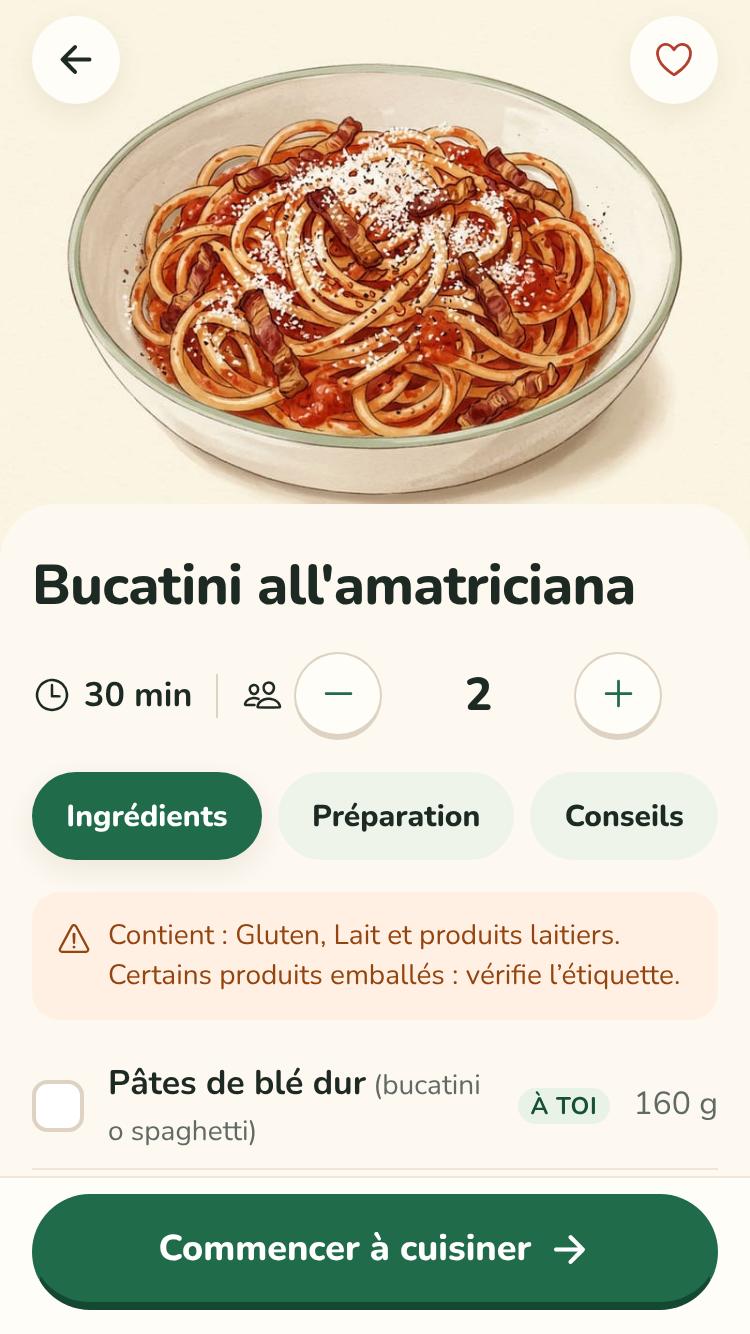 Bucatini all'amatriciana
30 min
2
Ingrédients
Préparation
Conseils
Contient : Gluten, Lait et produits laitiers.
Certains produits emballés : vérifie l’étiquette.
Pâtes de blé dur (bucatini
o spaghetti)
À TOI
160 g
Commencer à cuisiner